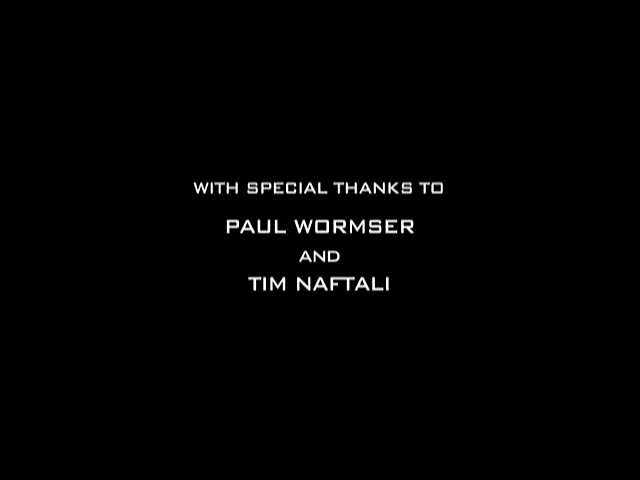 WITH SPECIAL THANKS TO
PAUL WORMSER
AND
TIM NAFTALI